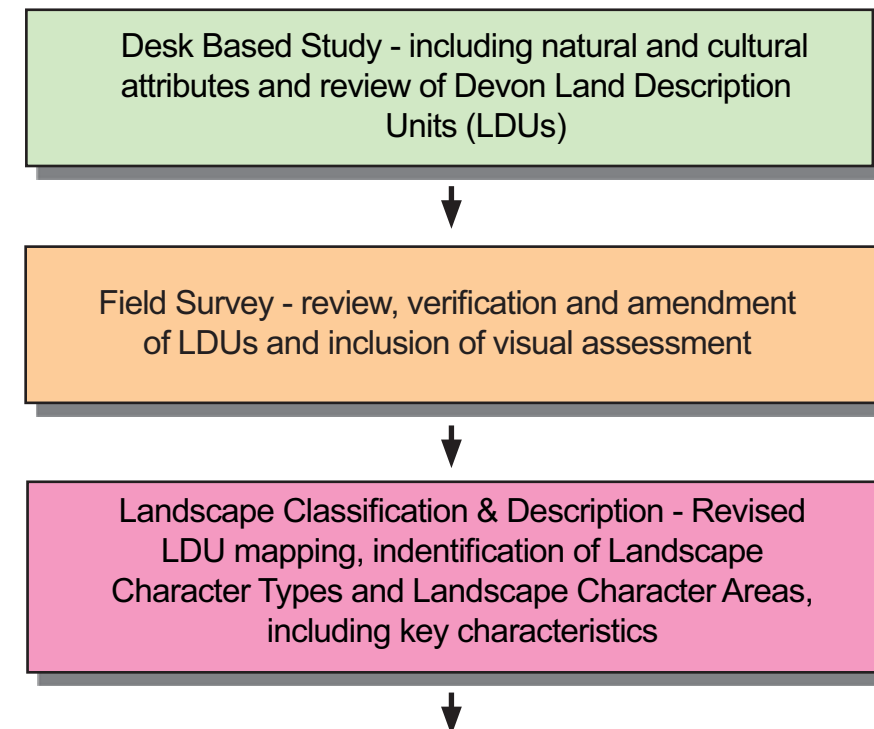 Desk Based Study - including natural and cultural
attributes and review of Devon Land Description
Units (LDUs)
Field Survey - review, verification and amendment
of LDUs and inclusion of visual assessment
Landscape Classification & Description - Revised
LDU mapping, indentification of Landscape
Character Types and Landscape Character Areas,
including key characteristics